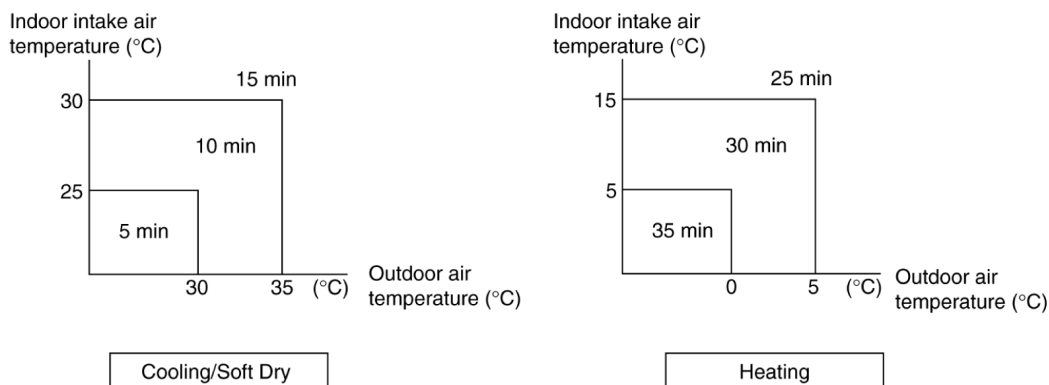 Indoor intake air
temperature (°C)
15 min
30
10 min
25
5 min
30 35 (°C)
Outdoor air
temperature (°C)
Cooling/Soft Dry
Indoor intake air
temperature (°C)
25 min
15
30 min
5
35 min
0 5 (°C)
Outdoor air
temperature (°C)
Heating